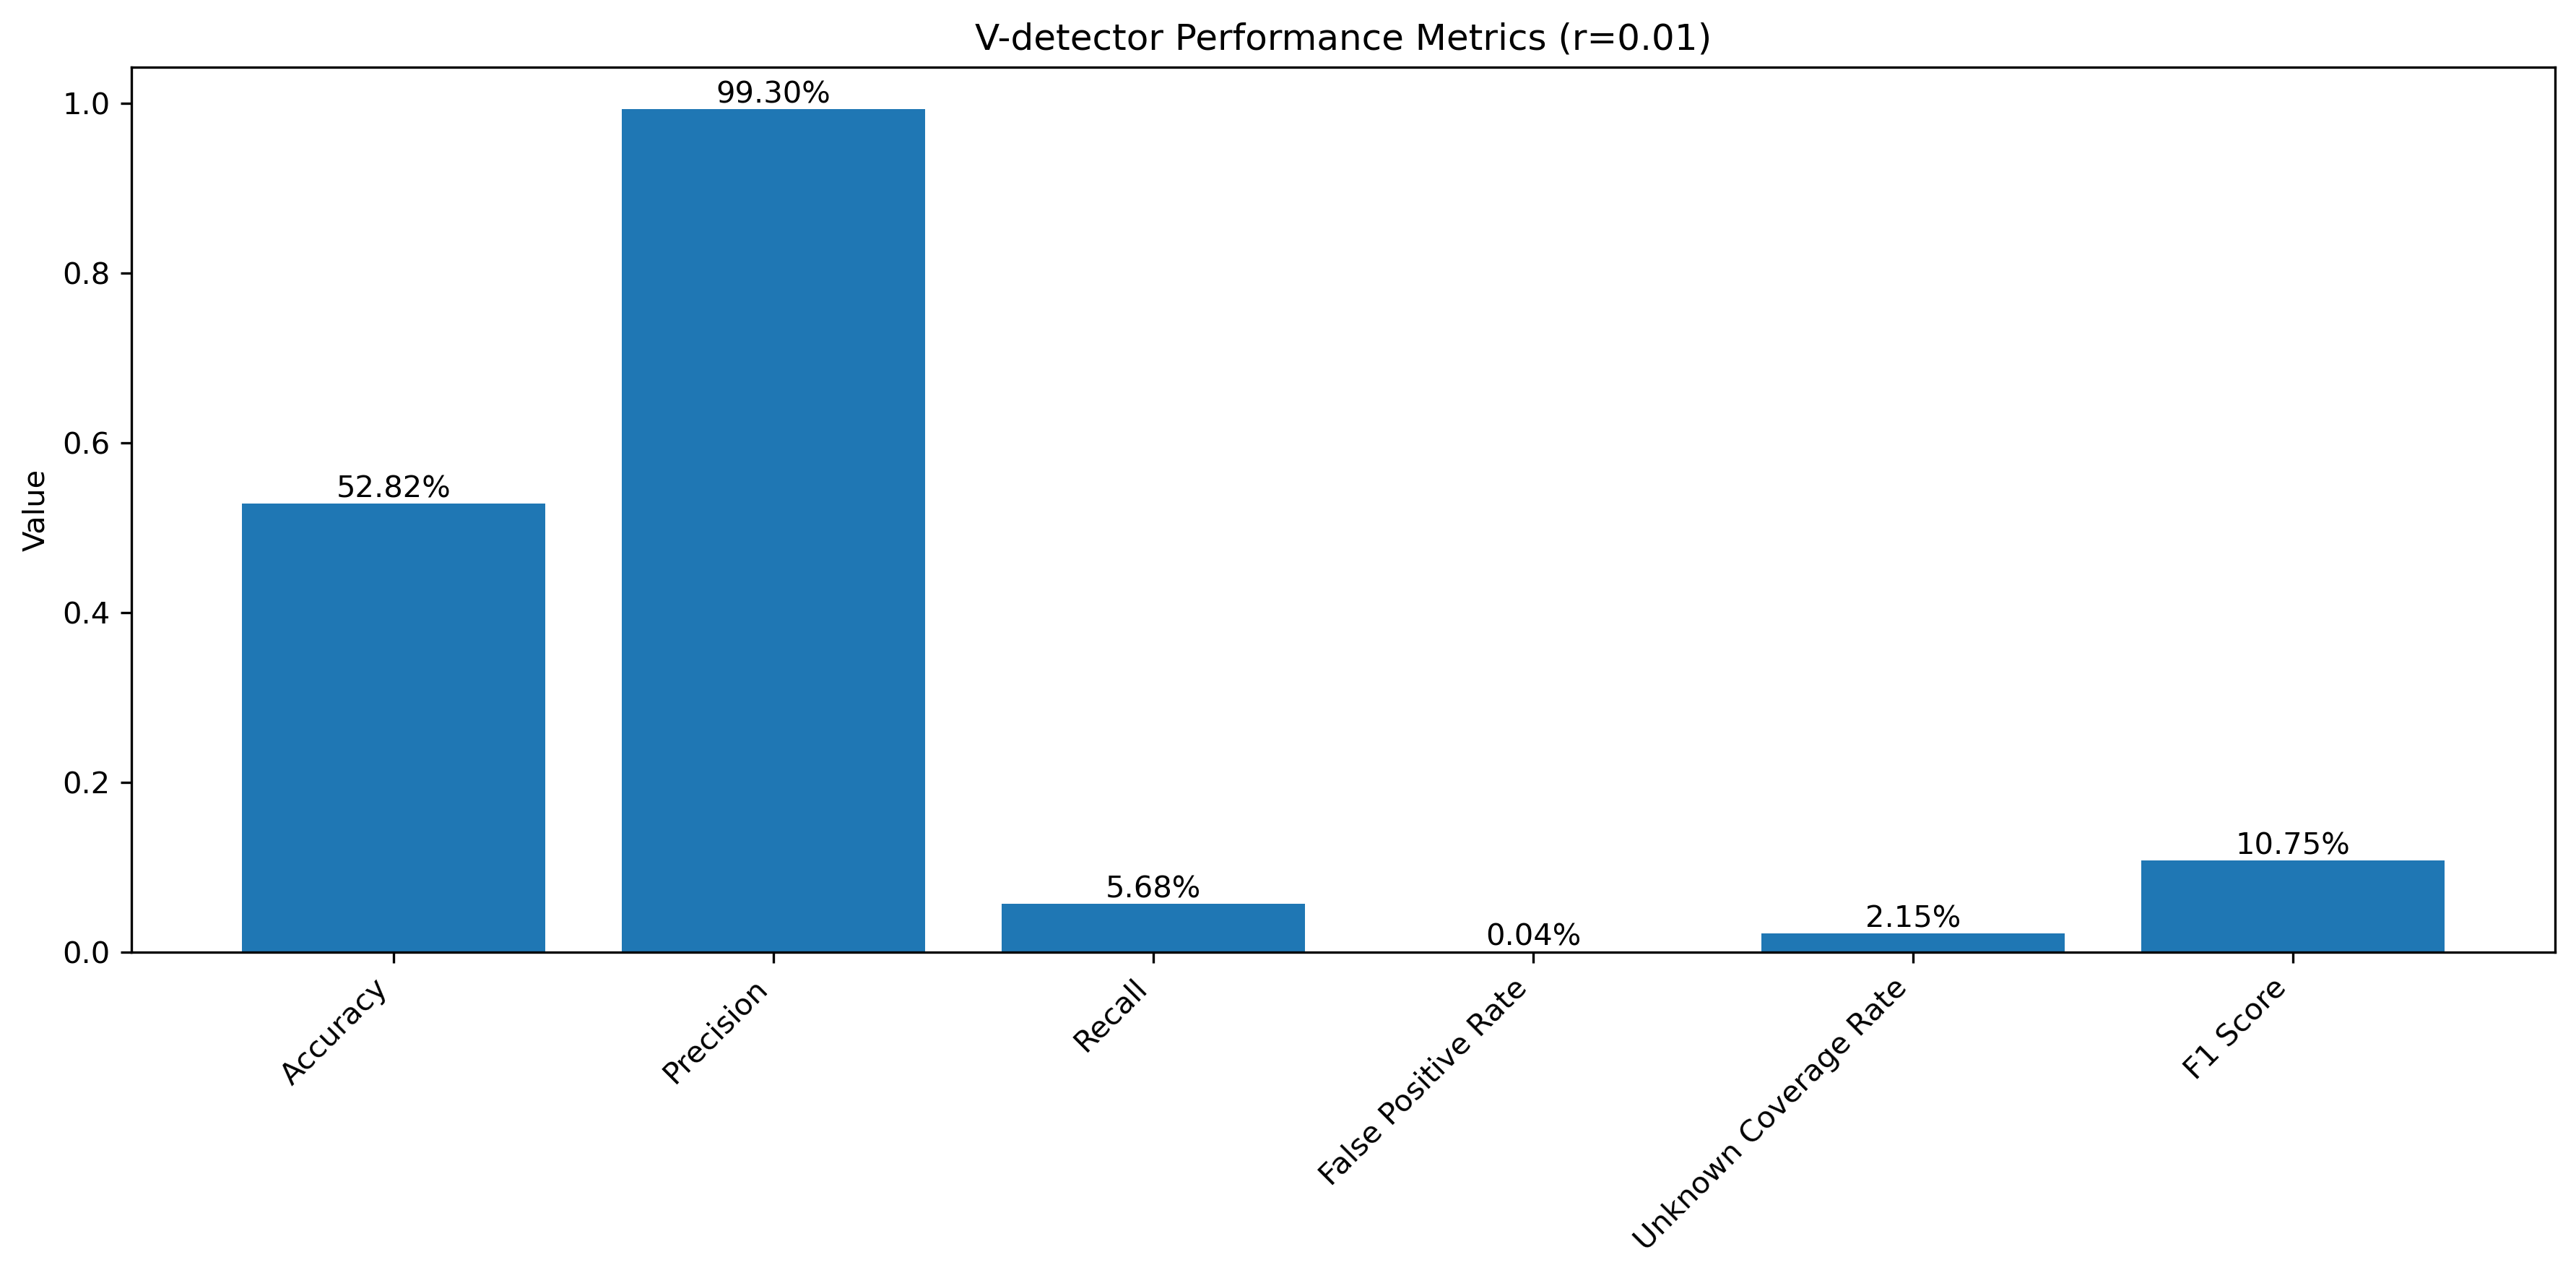 V-detector Performance Metrics (r=0.01)
Value
1.0
0.8
0.6
0.4
0.2
0.0
52.82%
99.30%
5.68%
0.04%
2.15%
10.75%
Accuracy
Precision
Recall
False Positive Rate
Unknown Coverage Rate
F1 Score